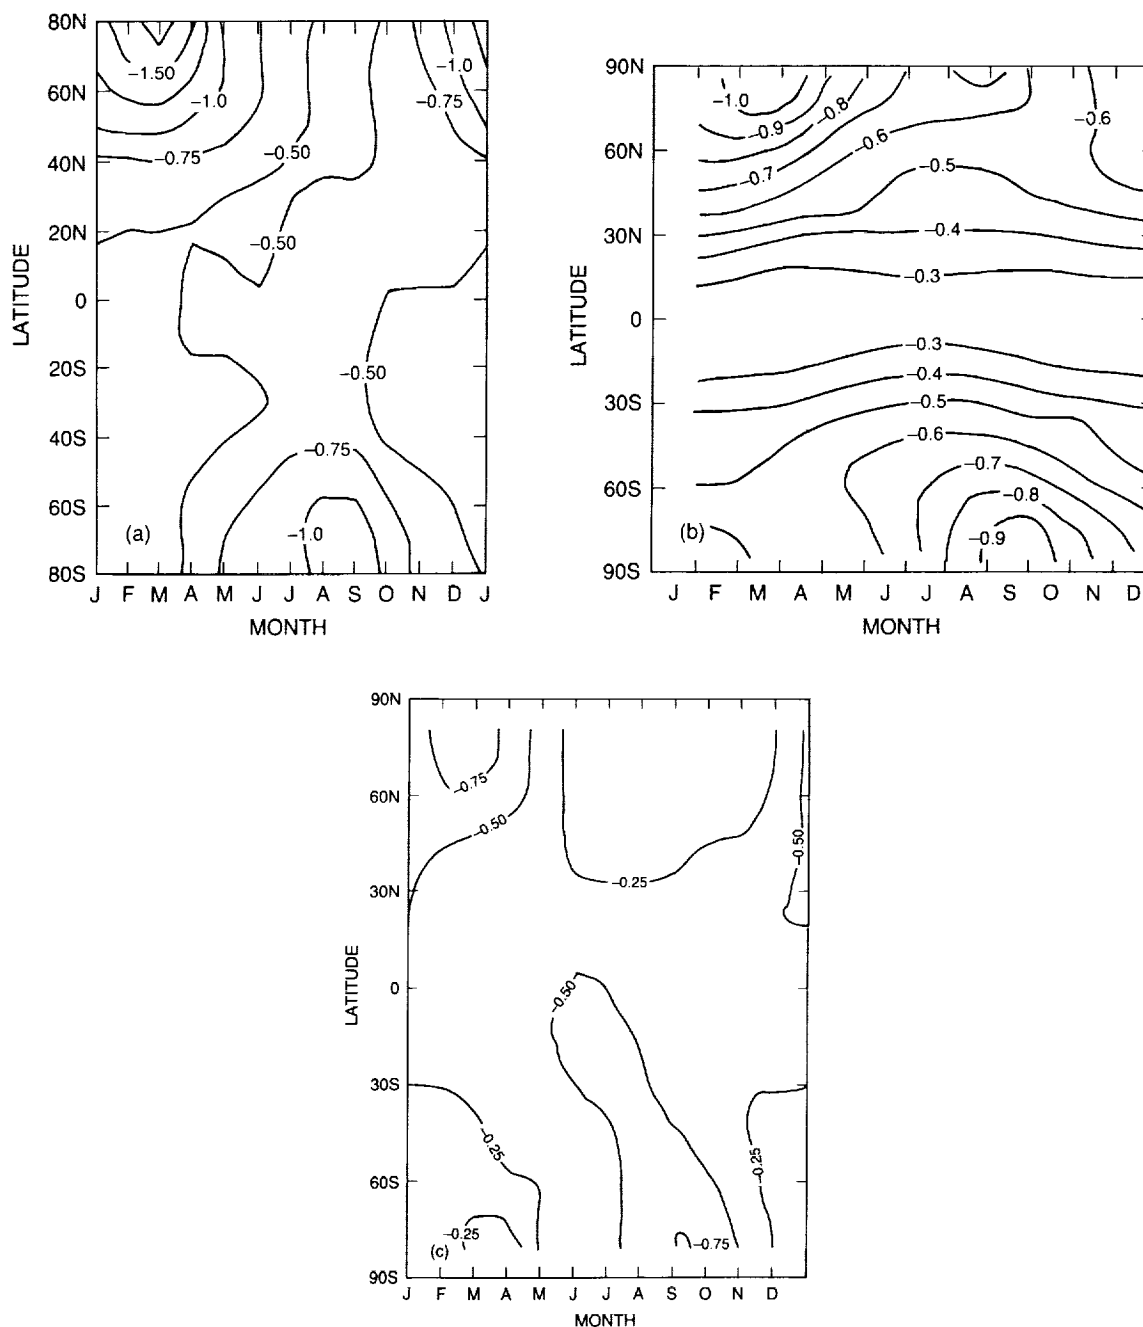 80N
60N
40N
20N
0
20S
40S
60S
80S
LATITUDE
−1.50
−1.0
−0.75
−0.50
−0.50
−1.0
−0.75
−0.50
−0.75
−1.0
(a)
J F M A M J J A S O N D J
MONTH
90N
60N
30N
0
30S
60S
90S
LATITUDE
−1.0
−0.9
−0.8
−0.7
−0.6
−0.6
−0.5
−0.4
−0.3
−0.3
−0.4
−0.5
−0.6
−0.7
−0.8
−0.9
(b)
J F M A M J J A S O N D
MONTH
90N
60N
30N
0
30S
60S
90S
LATITUDE
−0.75
−0.50
−0.50
−0.25
−0.50
−0.25
−0.25
−0.25
−0.75
(c)
J F M A M J J A S O N D
MONTH